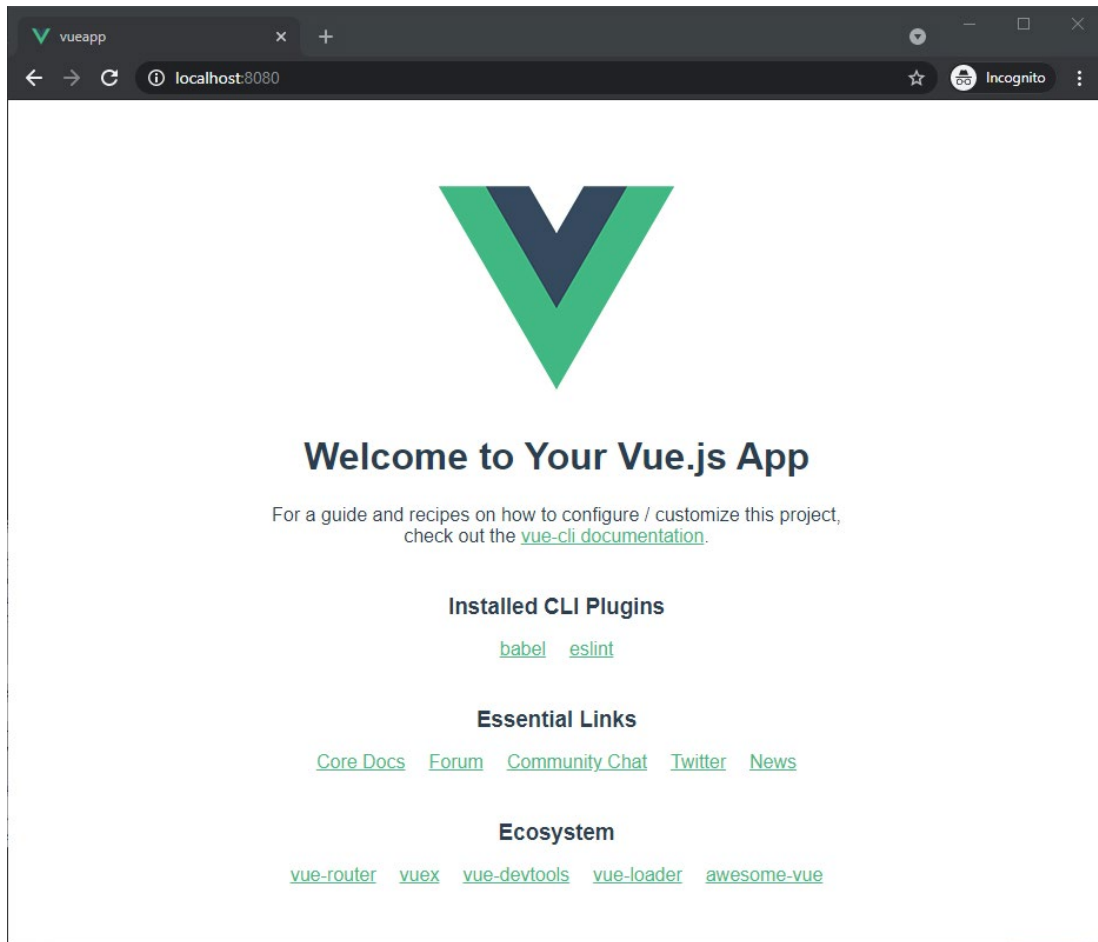 vueapp
localhost:8080
Incognito
Welcome to Your Vue.js App
For a guide and recipes on how to configure / customize this project,
check out the vue-cli documentation.
Installed CLI Plugins
babel eslint
Essential Links
Core Docs Forum Community Chat Twitter News
Ecosystem
vue-router vuex vue-devtools vue-loader awesome-vue